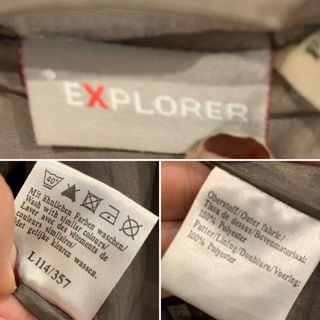 EXPLORER
40°
Mit ähnlichen Farben waschen/
Wash with similar colours/
Laver avec des vêtements de
couleurs similaires/
Met gelijke kleuren wassen.
L114/357
Oberstoff/Outer fabric/
Tissu de dessus/Bovenmateriaal:
100% Polyester
Futter/Lining/Doublure/Voering:
100% Polyester